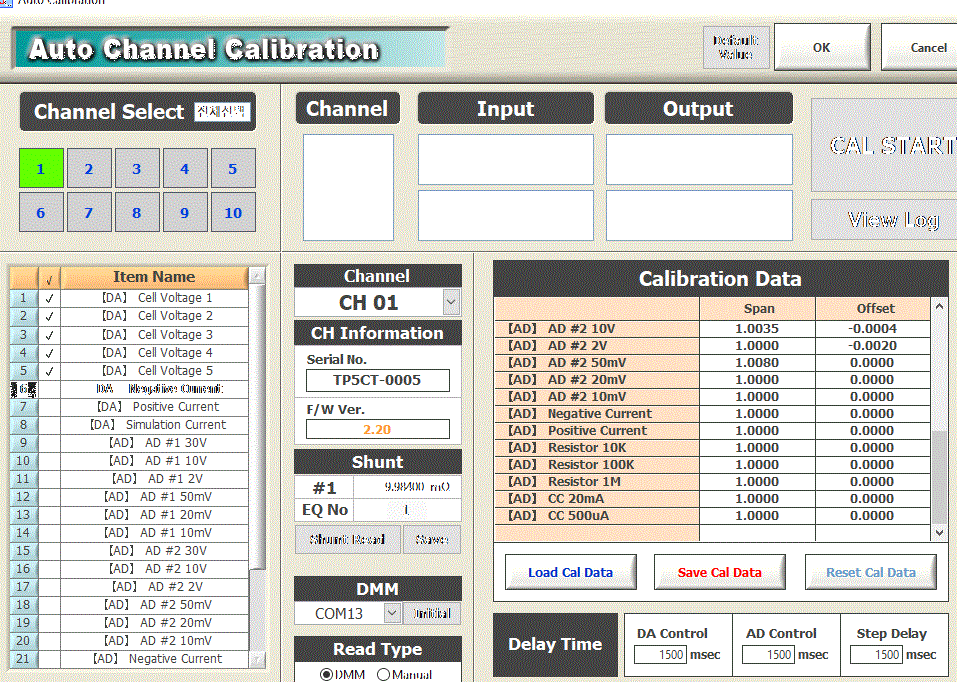 Auto Calibration
Auto Channel Calibration
Default Value
OK
Cancel
Channel Select 전체선택
1 2 3 4 5
6 7 8 9 10
Channel Input Output
CAL START
View Log
✓ Item Name
1 ✓ [DA] Cell Voltage 1
2 ✓ [DA] Cell Voltage 2
3 ✓ [DA] Cell Voltage 3
4 ✓ [DA] Cell Voltage 4
5 ✓ [DA] Cell Voltage 5
6 DA Negative Current
7 [DA] Positive Current
8 [DA] Simulation Current
9 [AD] AD #1 30V
10 [AD] AD #1 10V
11 [AD] AD #1 2V
12 [AD] AD #1 50mV
13 [AD] AD #1 20mV
14 [AD] AD #1 10mV
15 [AD] AD #2 30V
16 [AD] AD #2 10V
17 [AD] AD #2 2V
18 [AD] AD #2 50mV
19 [AD] AD #2 20mV
20 [AD] AD #2 10mV
21 [AD] Negative Current
Channel
CH 01
CH Information
Serial No.
TP5CT-0005
F/W Ver.
2.20
Shunt
#1 9.98400 mΩ
EQ No 1
Shunt Read Save
DMM
COM13 Initial
Read Type
DMM Manual
Calibration Data
Span Offset
[AD] AD #2 10V 1.0035 -0.0004
[AD] AD #2 2V 1.0000 -0.0020
[AD] AD #2 50mV 1.0080 0.0000
[AD] AD #2 20mV 1.0000 0.0000
[AD] AD #2 10mV 1.0000 0.0000
[AD] Negative Current 1.0000 0.0000
[AD] Positive Current 1.0000 0.0000
[AD] Resistor 10K 1.0000 0.0000
[AD] Resistor 100K 1.0000 0.0000
[AD] Resistor 1M 1.0000 0.0000
[AD] CC 20mA 1.0000 0.0000
[AD] CC 500uA 1.0000 0.0000
Load Cal Data Save Cal Data Reset Cal Data
Delay Time
DA Control AD Control Step Delay
1500 msec 1500 msec 1500 msec